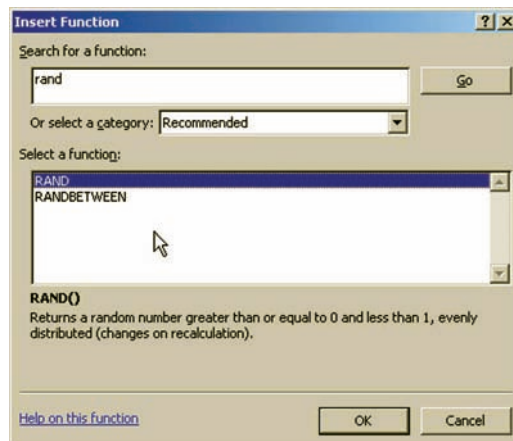 Insert Function
Search for a function:
rand
Go
Or select a category: Recommended
Select a function:
RAND
RANDBETWEEN
RAND()
Returns a random number greater than or equal to 0 and less than 1, evenly
distributed (changes on recalculation).
Help on this function
OK
Cancel